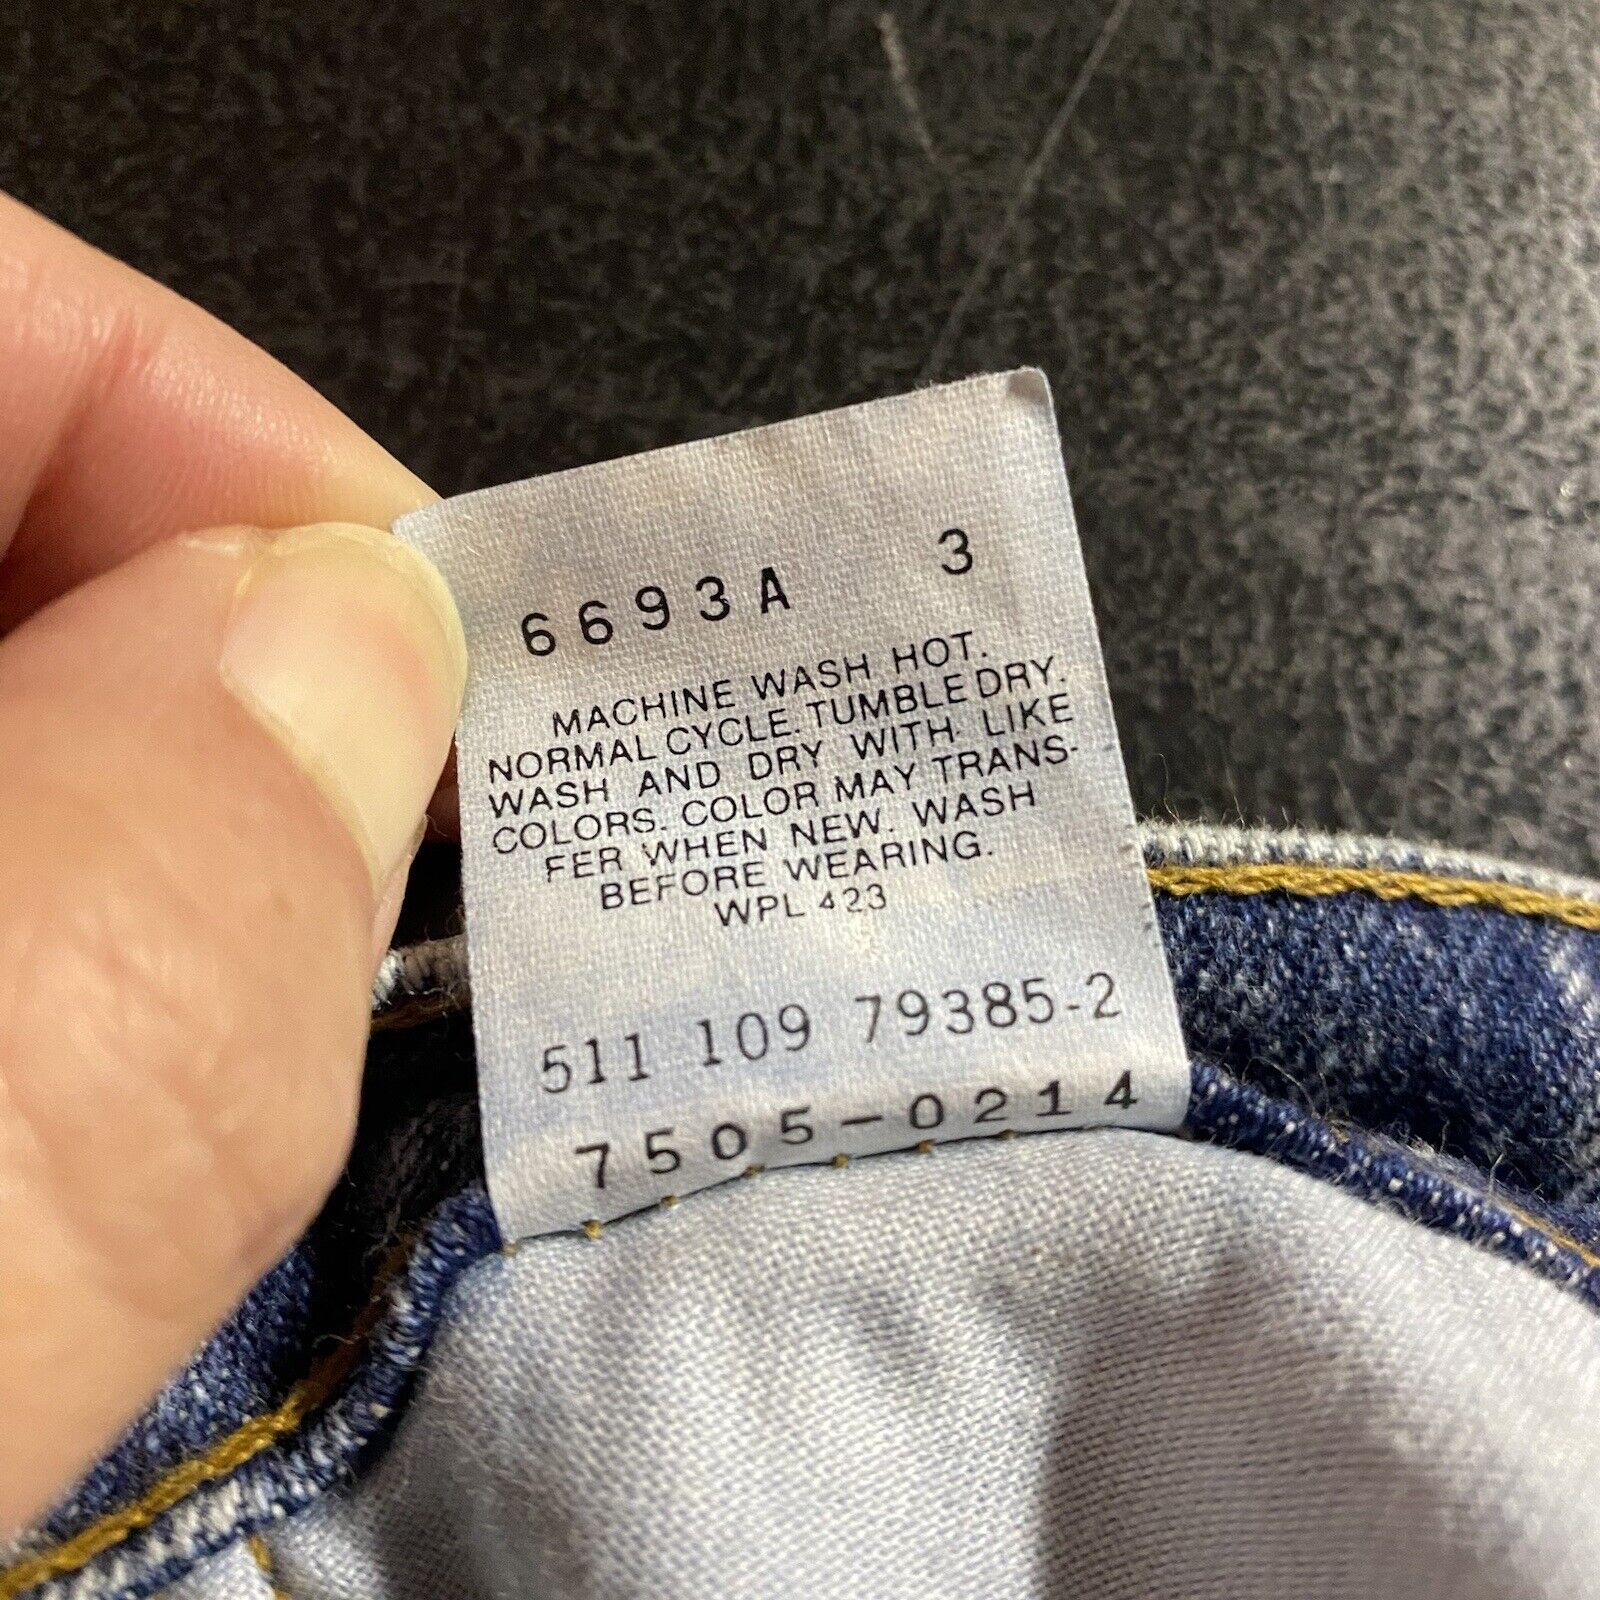 6693A 3
MACHINE WASH HOT.
NORMAL CYCLE. TUMBLE DRY.
WASH AND DRY WITH LIKE
COLORS. COLOR MAY TRANS-
FER WHEN NEW. WASH
BEFORE WEARING.
WPL 423
511 109 79385-2
7505-0214